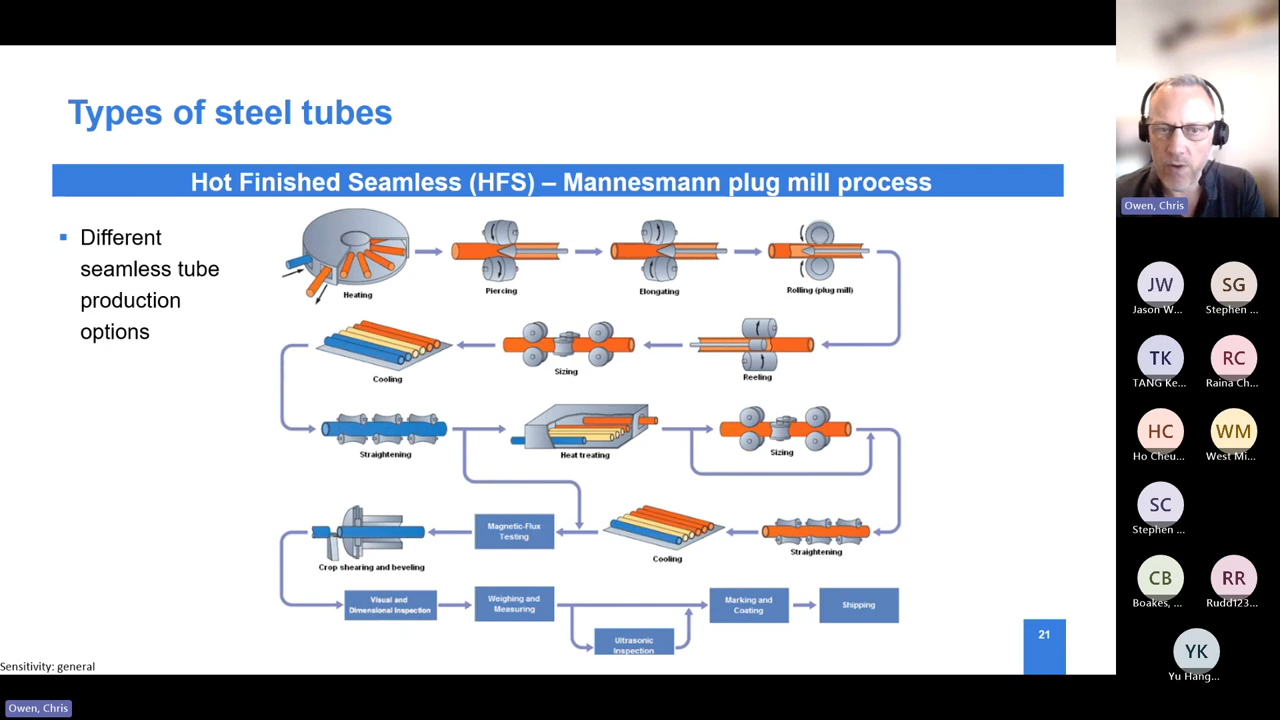 Types of steel tubes
Hot Finished Seamless (HFS) – Mannesmann plug mill process
Different
seamless tube
production
options
Heating
Piercing
Elongating
Rolling (plug mill)
Cooling
Sizing
Reeling
Straightening
Heat treating
Sizing
Crop shearing and beveling
Magnetic-Flux
Testing
Cooling
Straightening
Visual and
Dimensional Inspection
Weighing and
Measuring
Ultrasonic
Inspection
Marking and
Coating
Shipping
21
Sensitivity: general
Owen, Chris
Owen, Chris
JW
Jason W...
SG
Stephen ...
TK
TANG Ke...
RC
Raina Ch...
HC
Ho Cheu...
WM
West Mi...
SC
Stephen ...
CB
Boakes, ...
RR
Rudd123...
YK
Yu Hang...